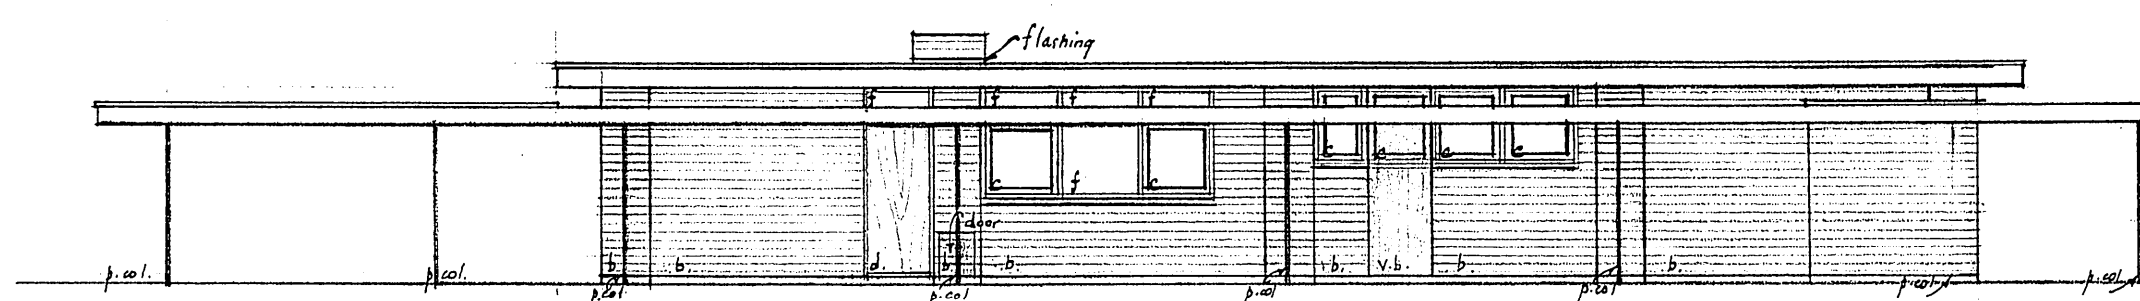 flashing
f f f f
c c c c
c f c
door
v.
b. b. d. b. b. b. v.b. b. b.
p.col. p.col. p.col. p.col p.col p.col p.col p.col